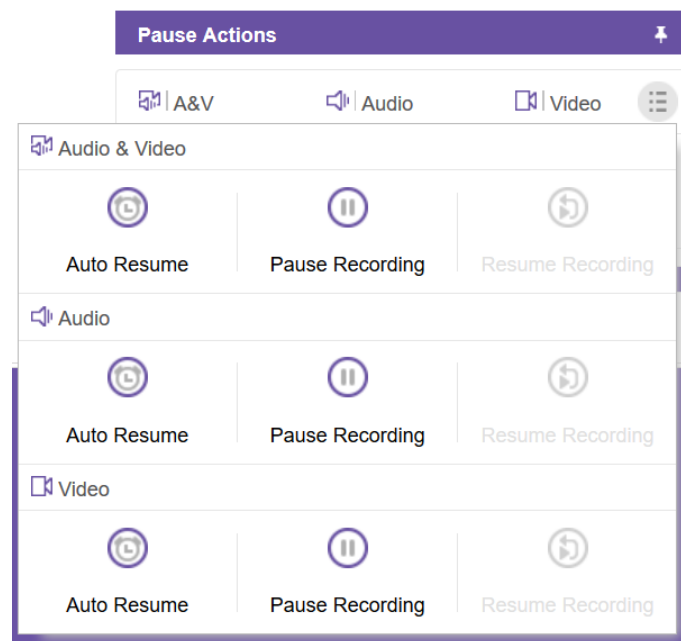 Pause Actions
A&V Audio Video
Audio & Video
Auto Resume Pause Recording Resume Recording
Audio
Auto Resume Pause Recording Resume Recording
Video
Auto Resume Pause Recording Resume Recording